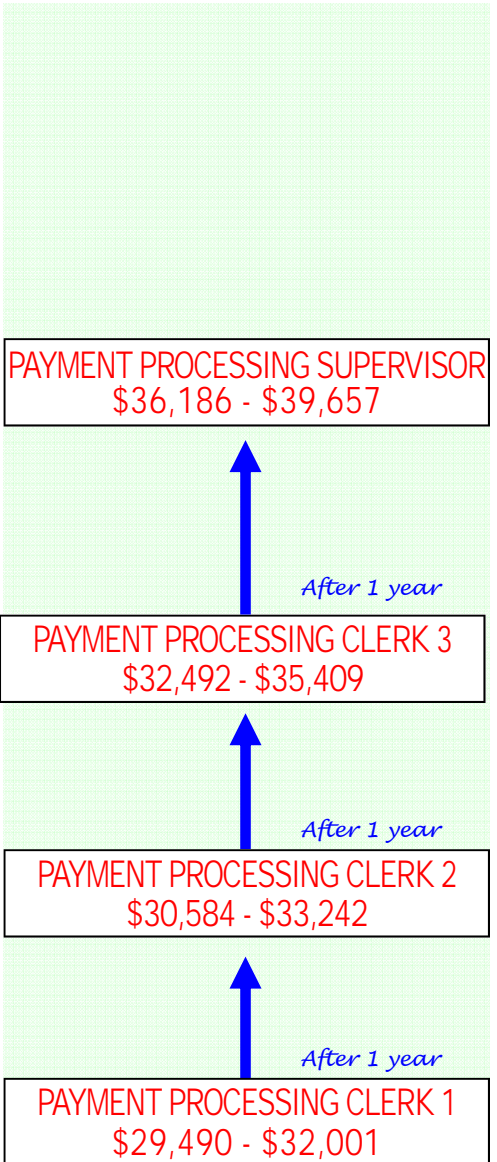 PAYMENT PROCESSING SUPERVISOR
$36,186 - $39,657
After 1 year
PAYMENT PROCESSING CLERK 3
$32,492 - $35,409
After 1 year
PAYMENT PROCESSING CLERK 2
$30,584 - $33,242
After 1 year
PAYMENT PROCESSING CLERK 1
$29,490 - $32,001